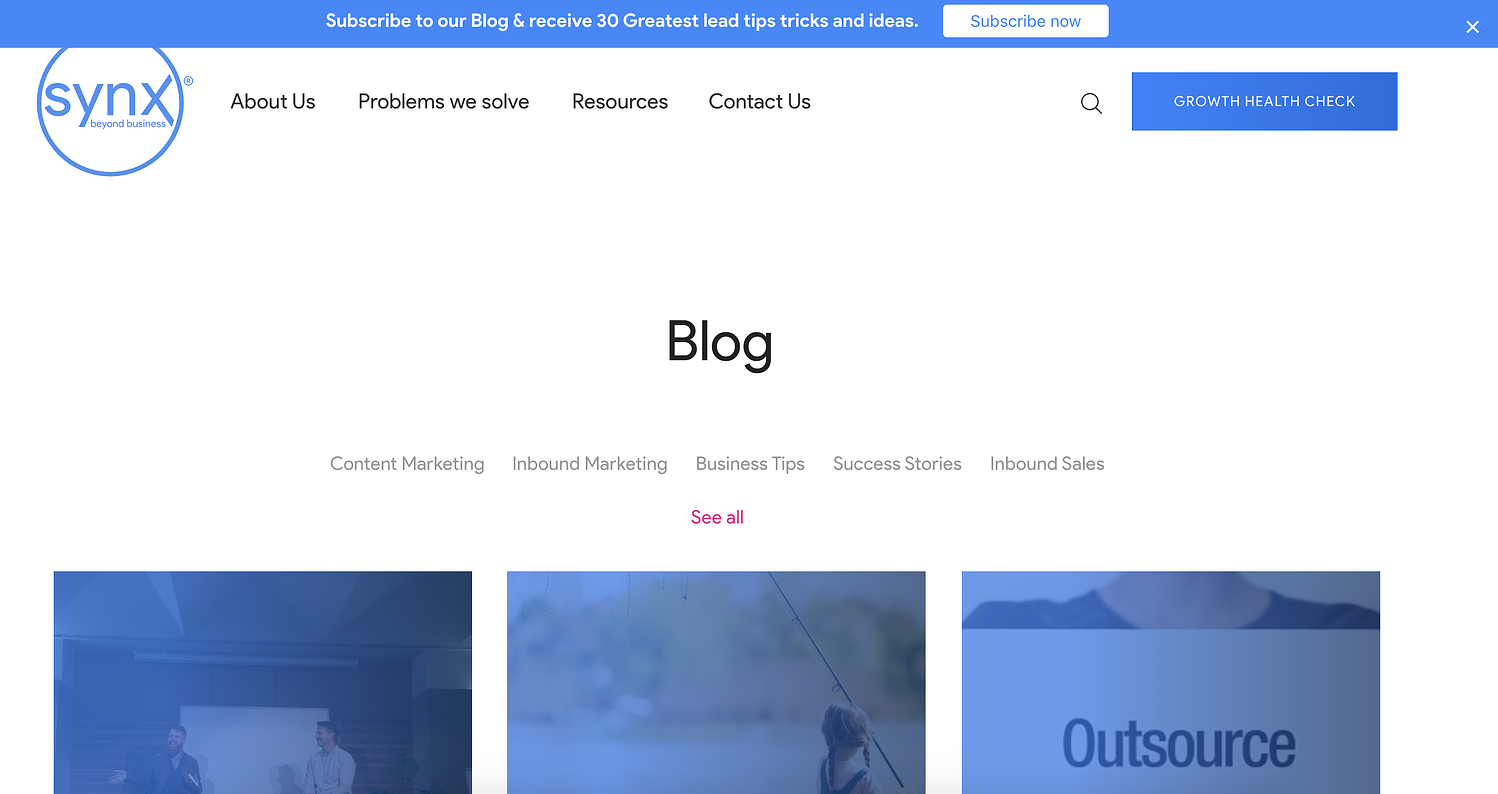 Subscribe to our Blog & receive 30 Greatest lead tips tricks and ideas. Subscribe now
synx®
beyond business
About Us Problems we solve Resources Contact Us GROWTH HEALTH CHECK
Blog
Content Marketing Inbound Marketing Business Tips Success Stories Inbound Sales
See all
Outsource